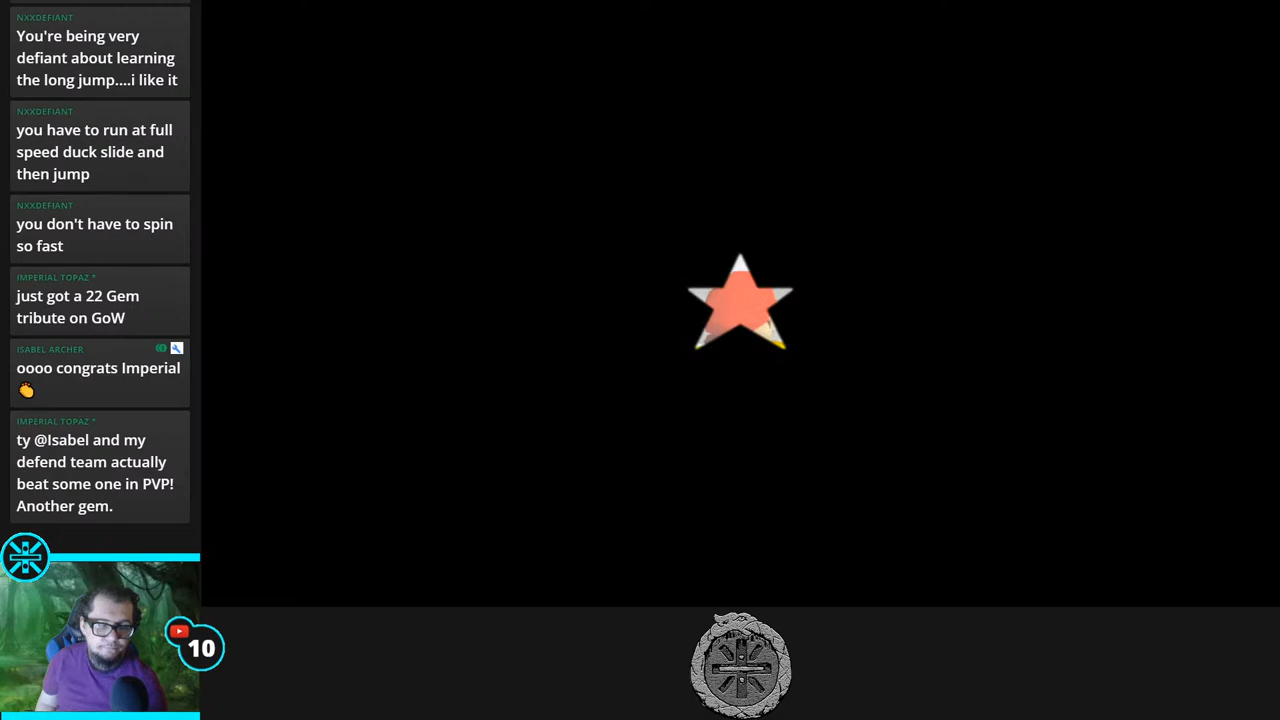 NXXDEFIANT
You're being very
defiant about learning
the long jump....i like it
NXXDEFIANT
you have to run at full
speed duck slide and
then jump
NXXDEFIANT
you don't have to spin
so fast
IMPERIAL TOPAZ *
just got a 22 Gem
tribute on GoW
ISABEL ARCHER
oooo congrats Imperial
IMPERIAL TOPAZ *
ty @Isabel and my
defend team actually
beat some one in PVP!
Another gem.
10